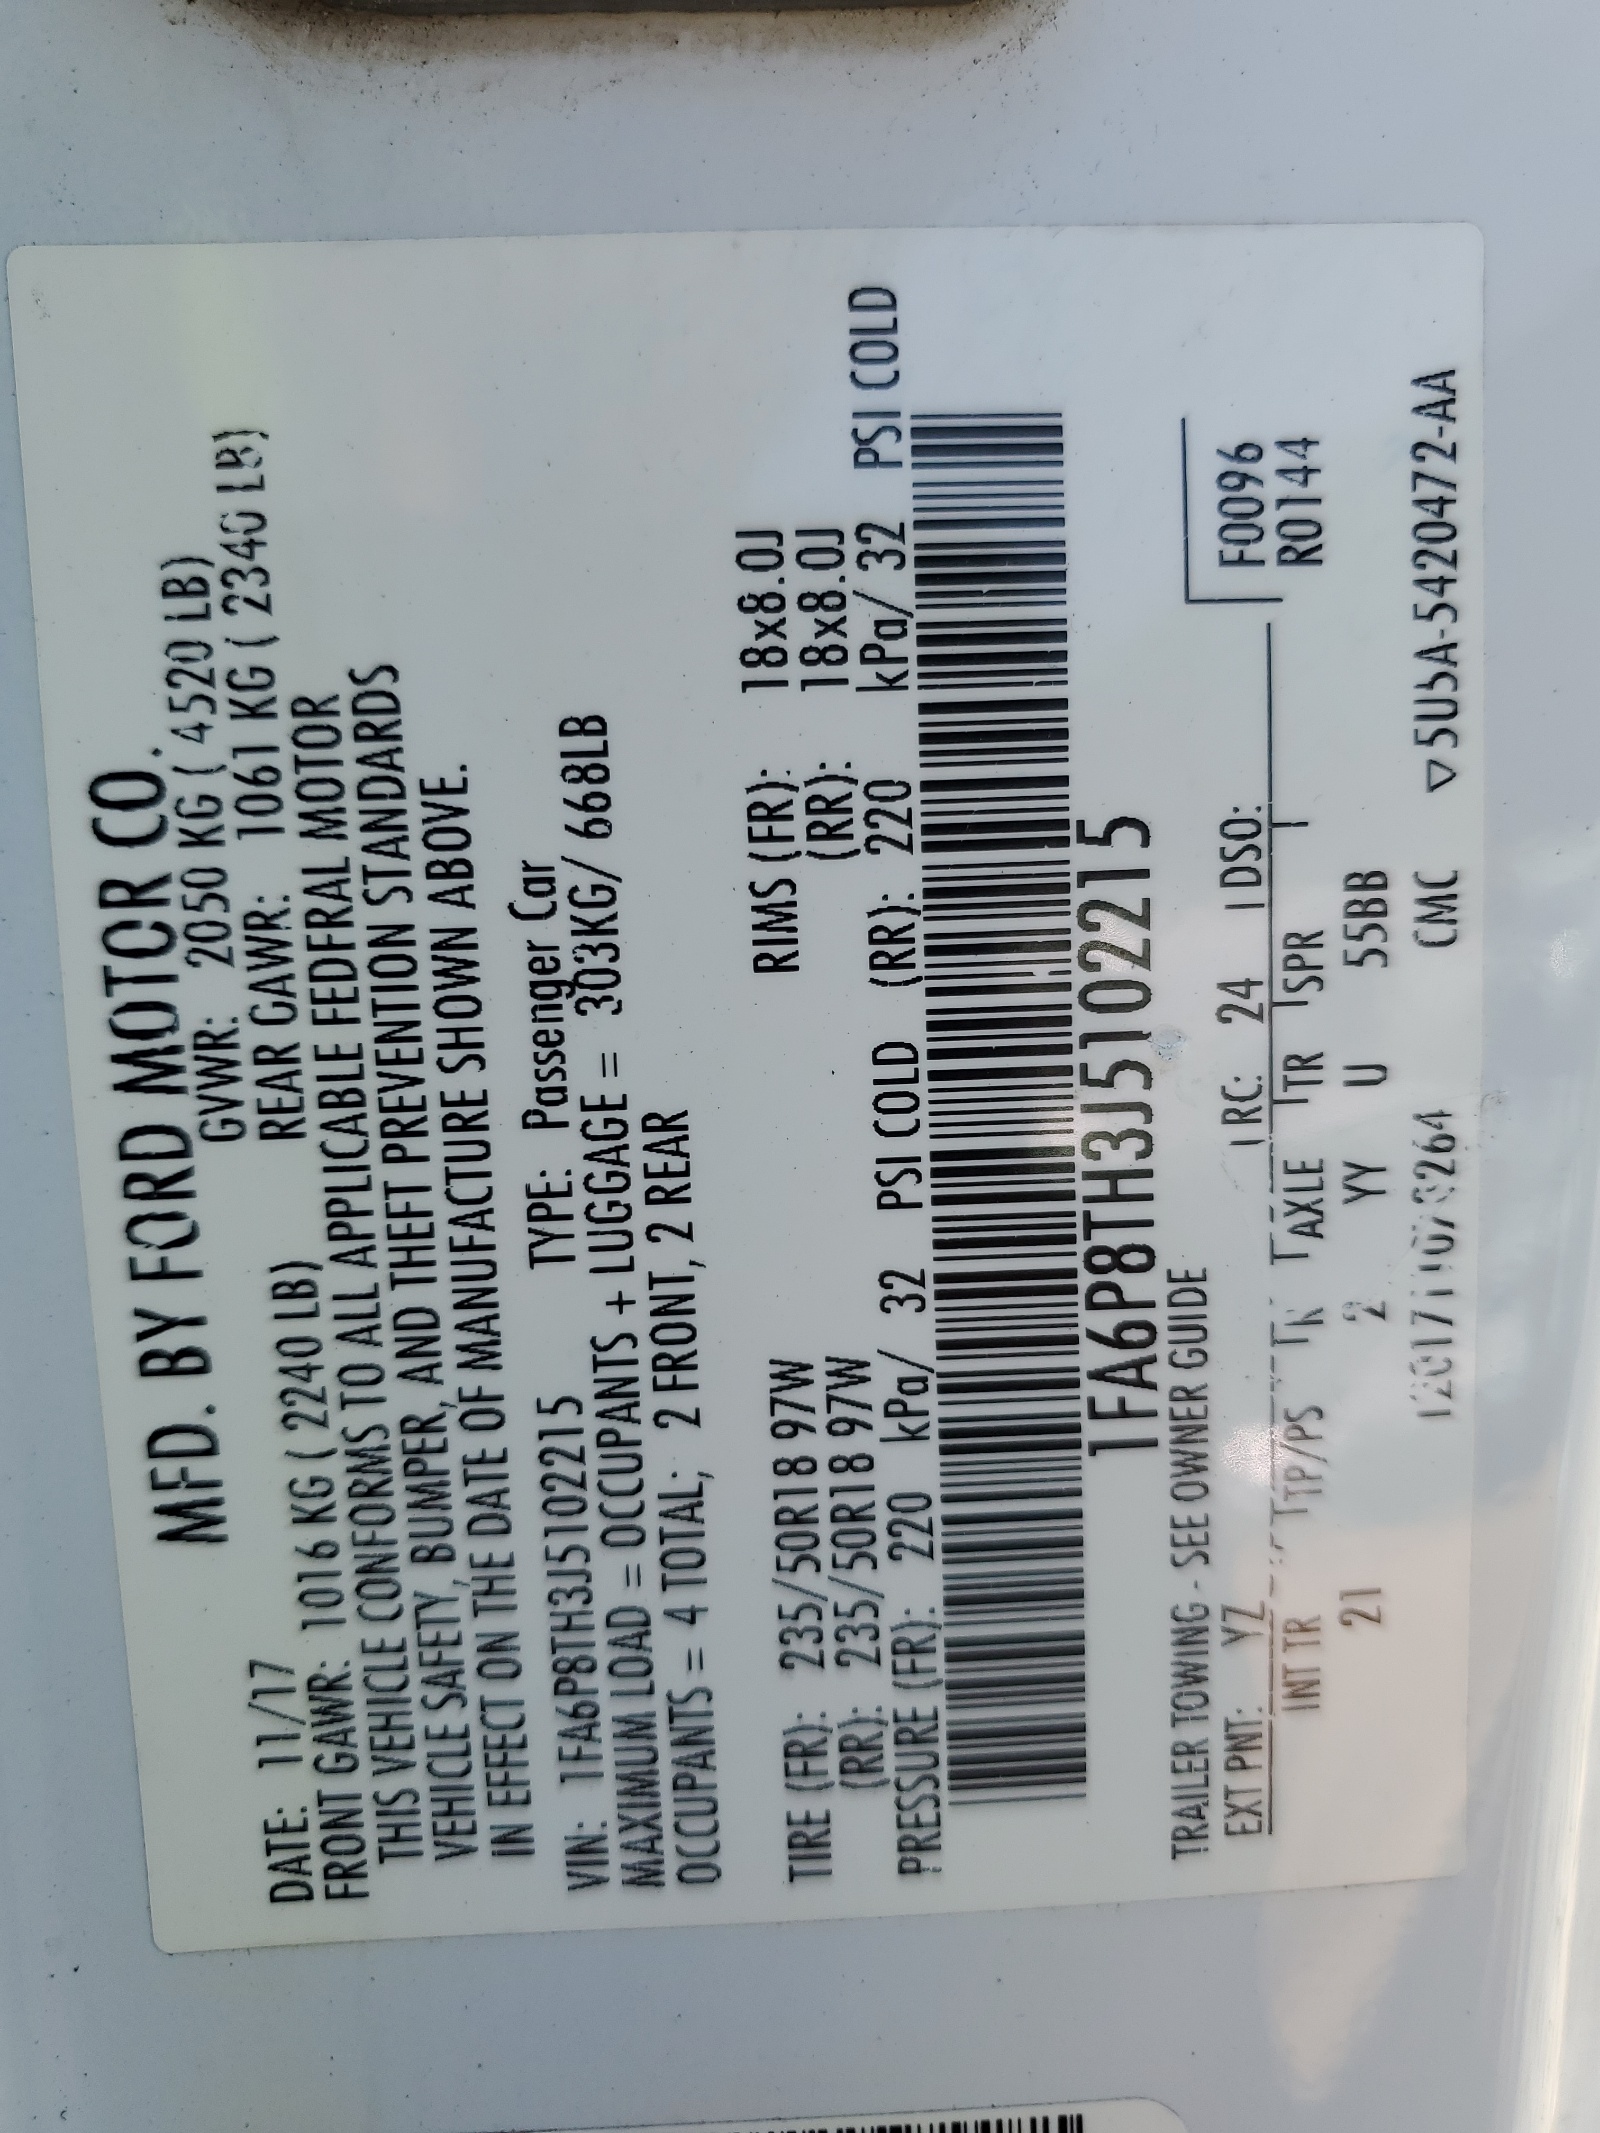 MFD. BY FORD MOTOR CO.
DATE: 11/17 GVWR: 2050 KG ( 4520 LB)
FRONT GAWR: 1016 KG ( 2240 LB) REAR GAWR: 1061 KG ( 2340 LB)
THIS VEHICLE CONFORMS TO ALL APPLICABLE FEDERAL MOTOR
VEHICLE SAFETY, BUMPER, AND THEFT PREVENTION STANDARDS
IN EFFECT ON THE DATE OF MANUFACTURE SHOWN ABOVE.
VIN: 1FA6P8TH3J5102215 TYPE: Passenger Car
MAXIMUM LOAD = OCCUPANTS + LUGGAGE = 303KG/ 668LB
OCCUPANTS = 4 TOTAL; 2 FRONT, 2 REAR
TIRE (FR): 235/50R18 97W RIMS (FR): 18x8.0J
(RR): 235/50R18 97W (RR): 18x8.0J
PRESSURE (FR): 220 kPa/ 32 PSI COLD (RR): 220 kPa/ 32 PSI COLD
1FA6P8TH3J5102215
TRAILER TOWING - SEE OWNER GUIDE
EXT PNT: YZ RC: 24 DSO: F0096
R0144
INT TR TP/PS AXLE TR SPR
21 2 YY U 55BB
CMC ▽5U5A-5420472-AA